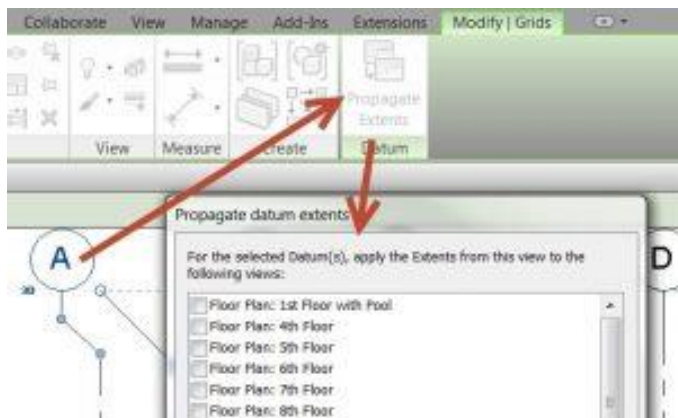 Collaborate View Manage Add-Ins Extensions Modify | Grids
Propagate
Extents
View Measure Create Datum
Propagate datum extents
A
D
For the selected Datum(s), apply the Extents from this view to the
following views:
3D
Floor Plan: 1st Floor with Pool
Floor Plan: 4th Floor
Floor Plan: 5th Floor
Floor Plan: 6th Floor
Floor Plan: 7th Floor
Floor Plan: 8th Floor